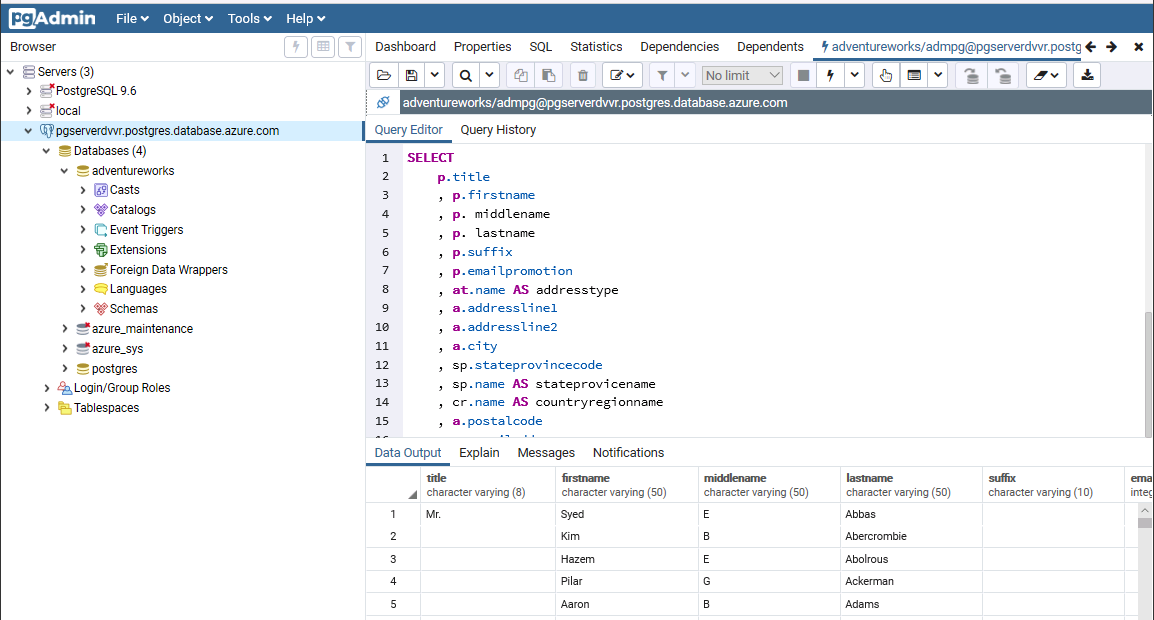 pgAdmin File Object Tools Help
Browser
Dashboard Properties SQL Statistics Dependencies Dependents adventureworks/admpg@pgserverdvvr.postg
Servers (3)
PostgreSQL 9.6
local
pgserverdvvr.postgres.database.azure.com
Databases (4)
adventureworks
Casts
Catalogs
Event Triggers
Extensions
Foreign Data Wrappers
Languages
Schemas
azure_maintenance
azure_sys
postgres
Login/Group Roles
Tablespaces
No limit
adventureworks/admpg@pgserverdvvr.postgres.database.azure.com
Query Editor Query History
1 SELECT
2 p.title
3 , p.firstname
4 , p. middlename
5 , p. lastname
6 , p.suffix
7 , p.emailpromotion
8 , at.name AS addresstype
9 , a.addressline1
10 , a.addressline2
11 , a.city
12 , sp.stateprovincecode
13 , sp.name AS stateprovicename
14 , cr.name AS countryregionname
15 , a.postalcode
Data Output Explain Messages Notifications
title firstname middlename lastname suffix ema
character varying (8) character varying (50) character varying (50) character varying (50) character varying (10) integ
1 Mr. Syed E Abbas
2 Kim B Abercrombie
3 Hazem E Abolrous
4 Pilar G Ackerman
5 Aaron B Adams